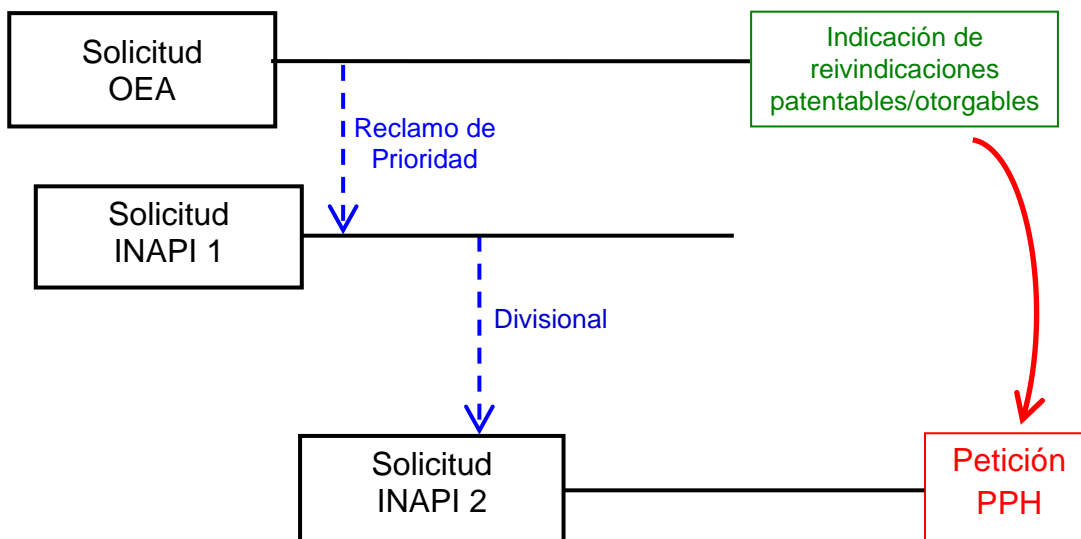 Solicitud
OEA
Indicación de
reivindicaciones
patentables/otorgables
Reclamo de
Prioridad
Solicitud
INAPI 1
Divisional
Solicitud
INAPI 2
Petición
PPH